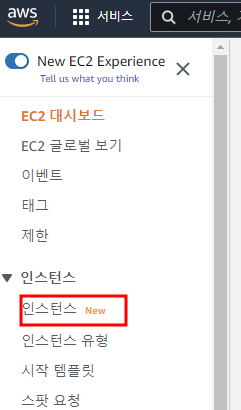 aws 서비스 서비스, 기
New EC2 Experience
Tell us what you think
EC2 대시보드
EC2 글로벌 보기
이벤트
태그
제한
인스턴스
인스턴스 New
인스턴스 유형
시작 템플릿
스팟 요청